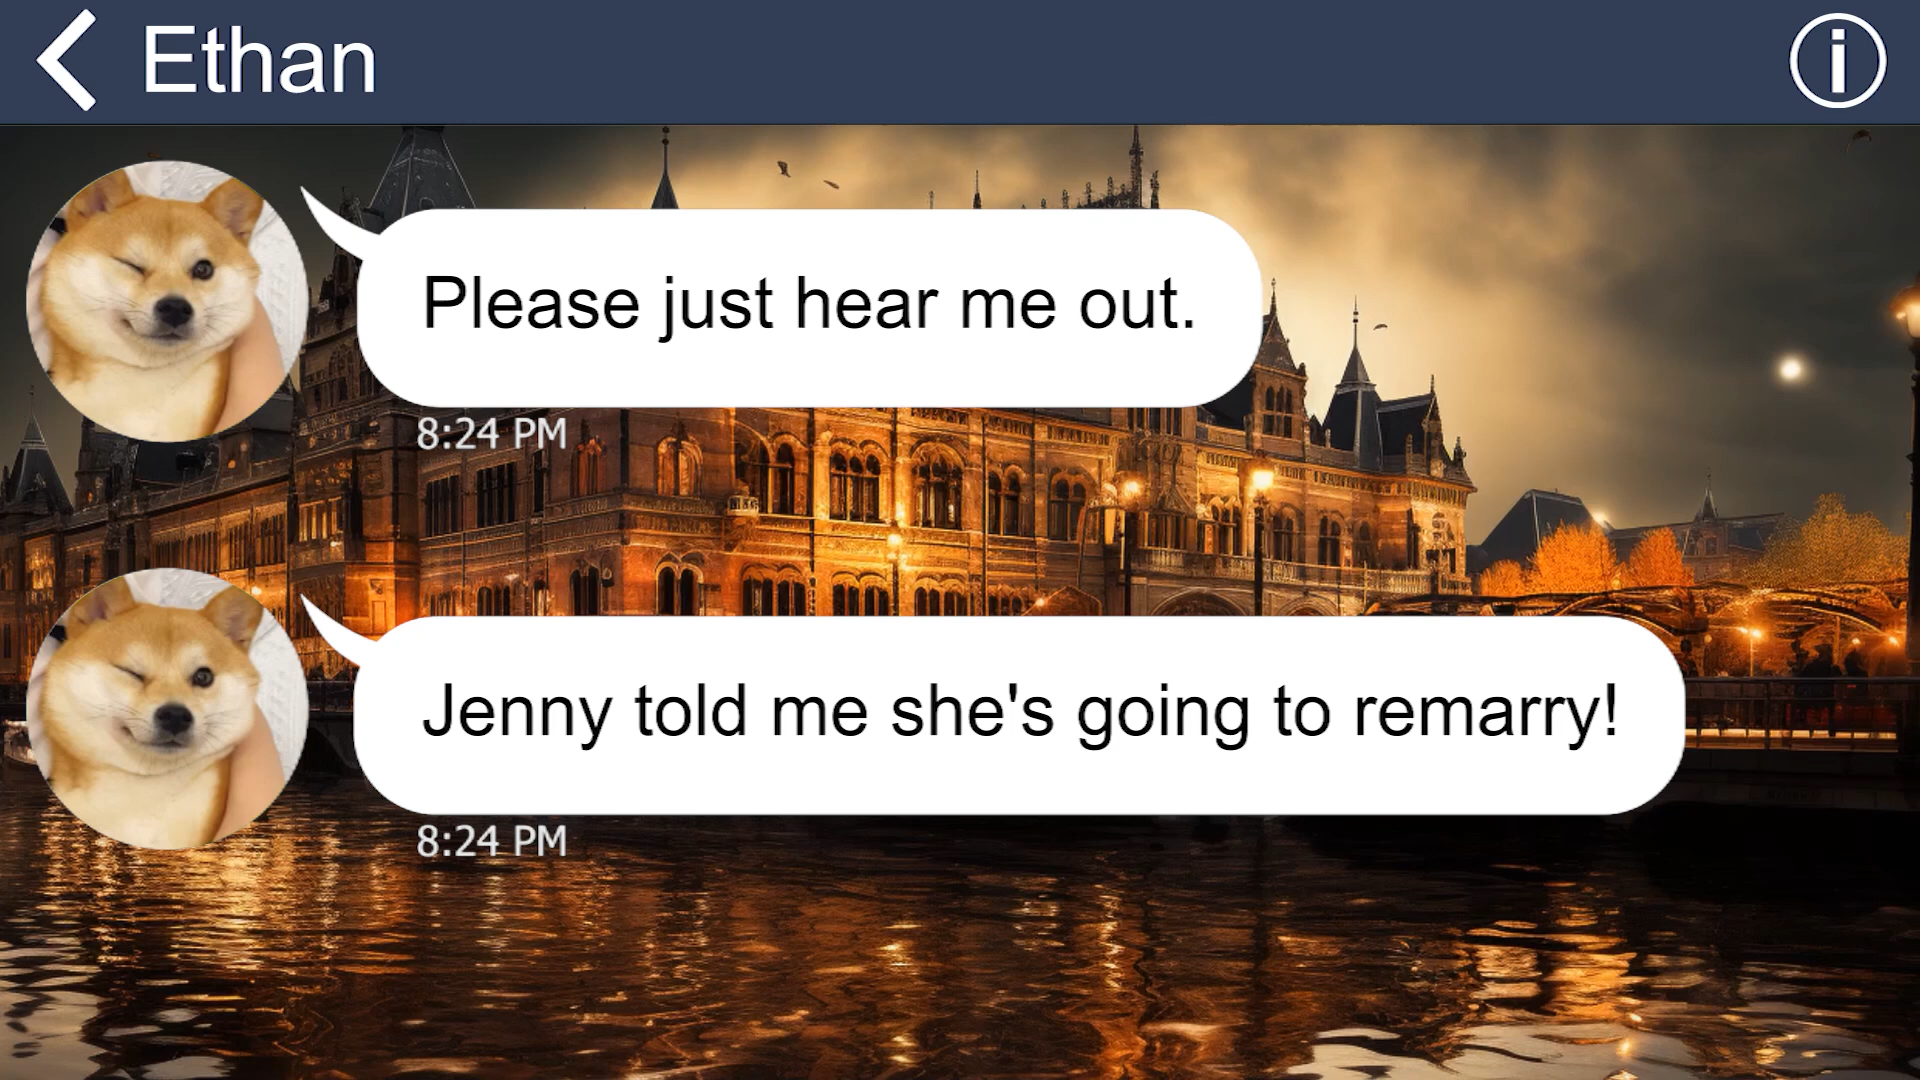 Ethan
Please just hear me out.
8:24 PM
Jenny told me she's going to remarry!
8:24 PM